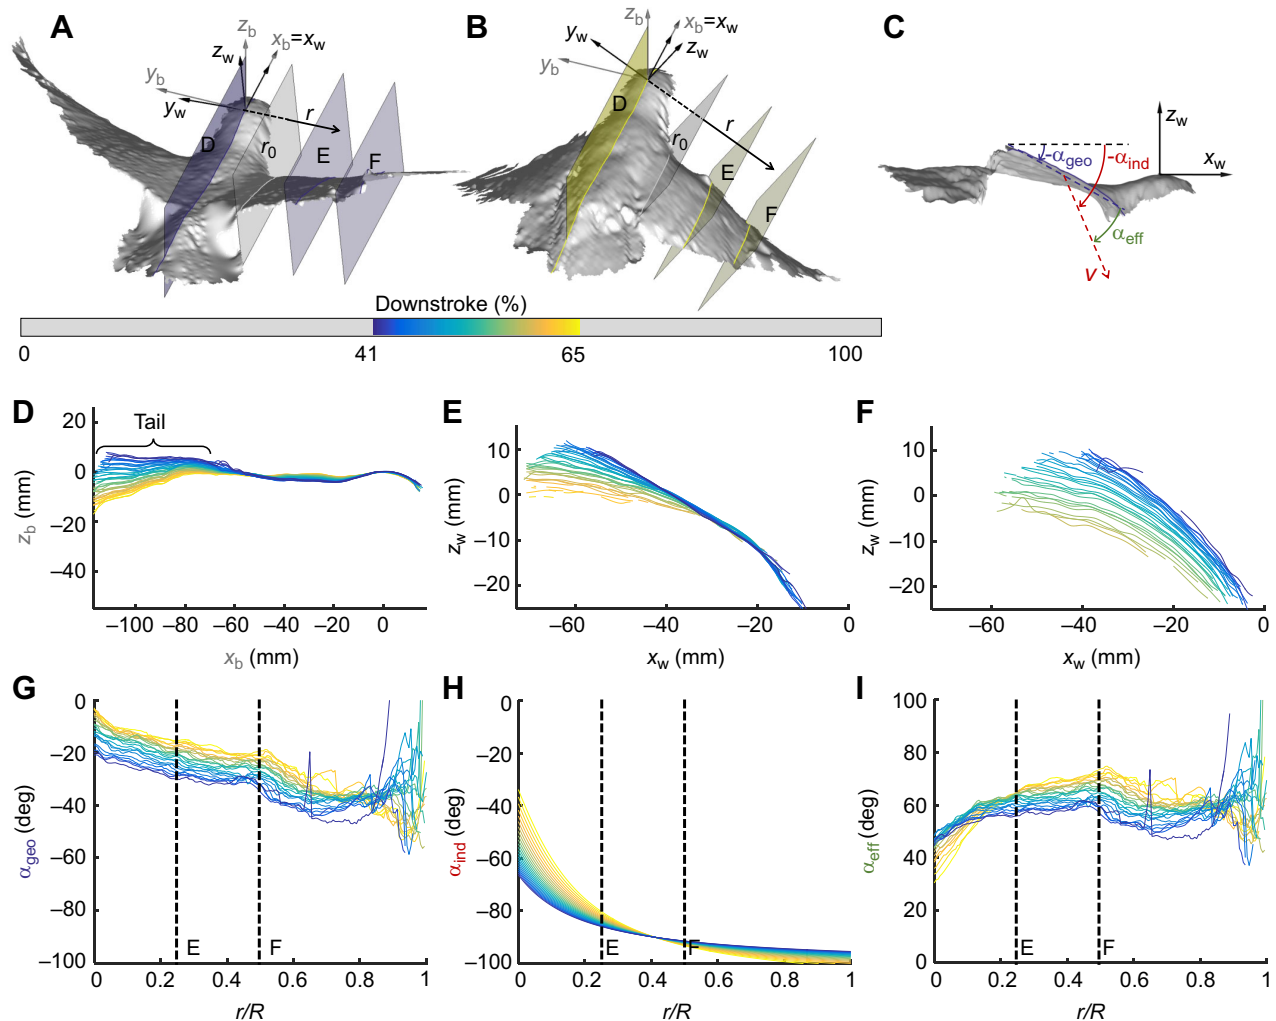 A
z_b
x_b=x_w
z_w
y_b
y_w
D
r
r_0
E
F
B
z_b
x_b=x_w
y_w
z_w
y_b
D
r
r_0
E
F
C
z_w
-α_geo
-α_ind
x_w
α_eff
v
Downstroke (%)
0 41 65 100
D
Tail
20
0
–20
–40
z_b (mm)
–100 –80 –60 –40 –20 0
x_b (mm)
E
10
0
–10
–20
z_w (mm)
–60 –40 –20 0
x_w (mm)
F
10
0
–10
–20
z_w (mm)
–60 –40 –20 0
x_w (mm)
G
0
–20
–40
–60
–80
–100
α_geo (deg)
E F
0 0.2 0.4 0.6 0.8 1
r/R
H
0
–20
–40
–60
–80
–100
α_ind (deg)
E F
0 0.2 0.4 0.6 0.8 1
r/R
I
100
80
60
40
20
0
α_eff (deg)
E F
0 0.2 0.4 0.6 0.8 1
r/R